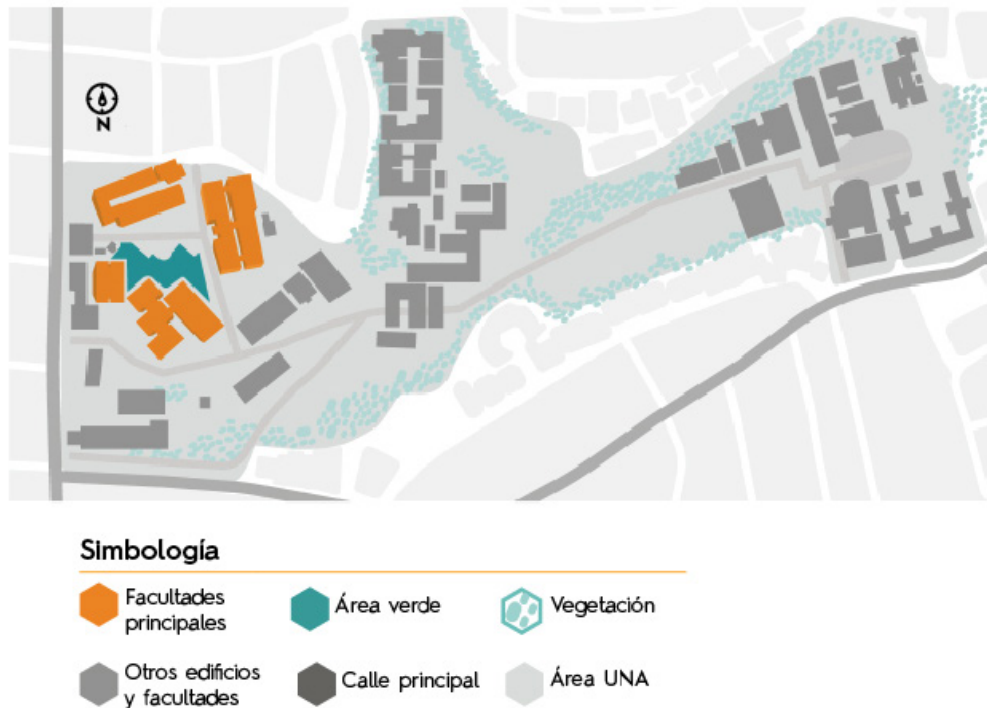 N
Simbología
Facultades
principales
Área verde
Vegetación
Otros edificios
y facultades
Calle principal
Área UNA